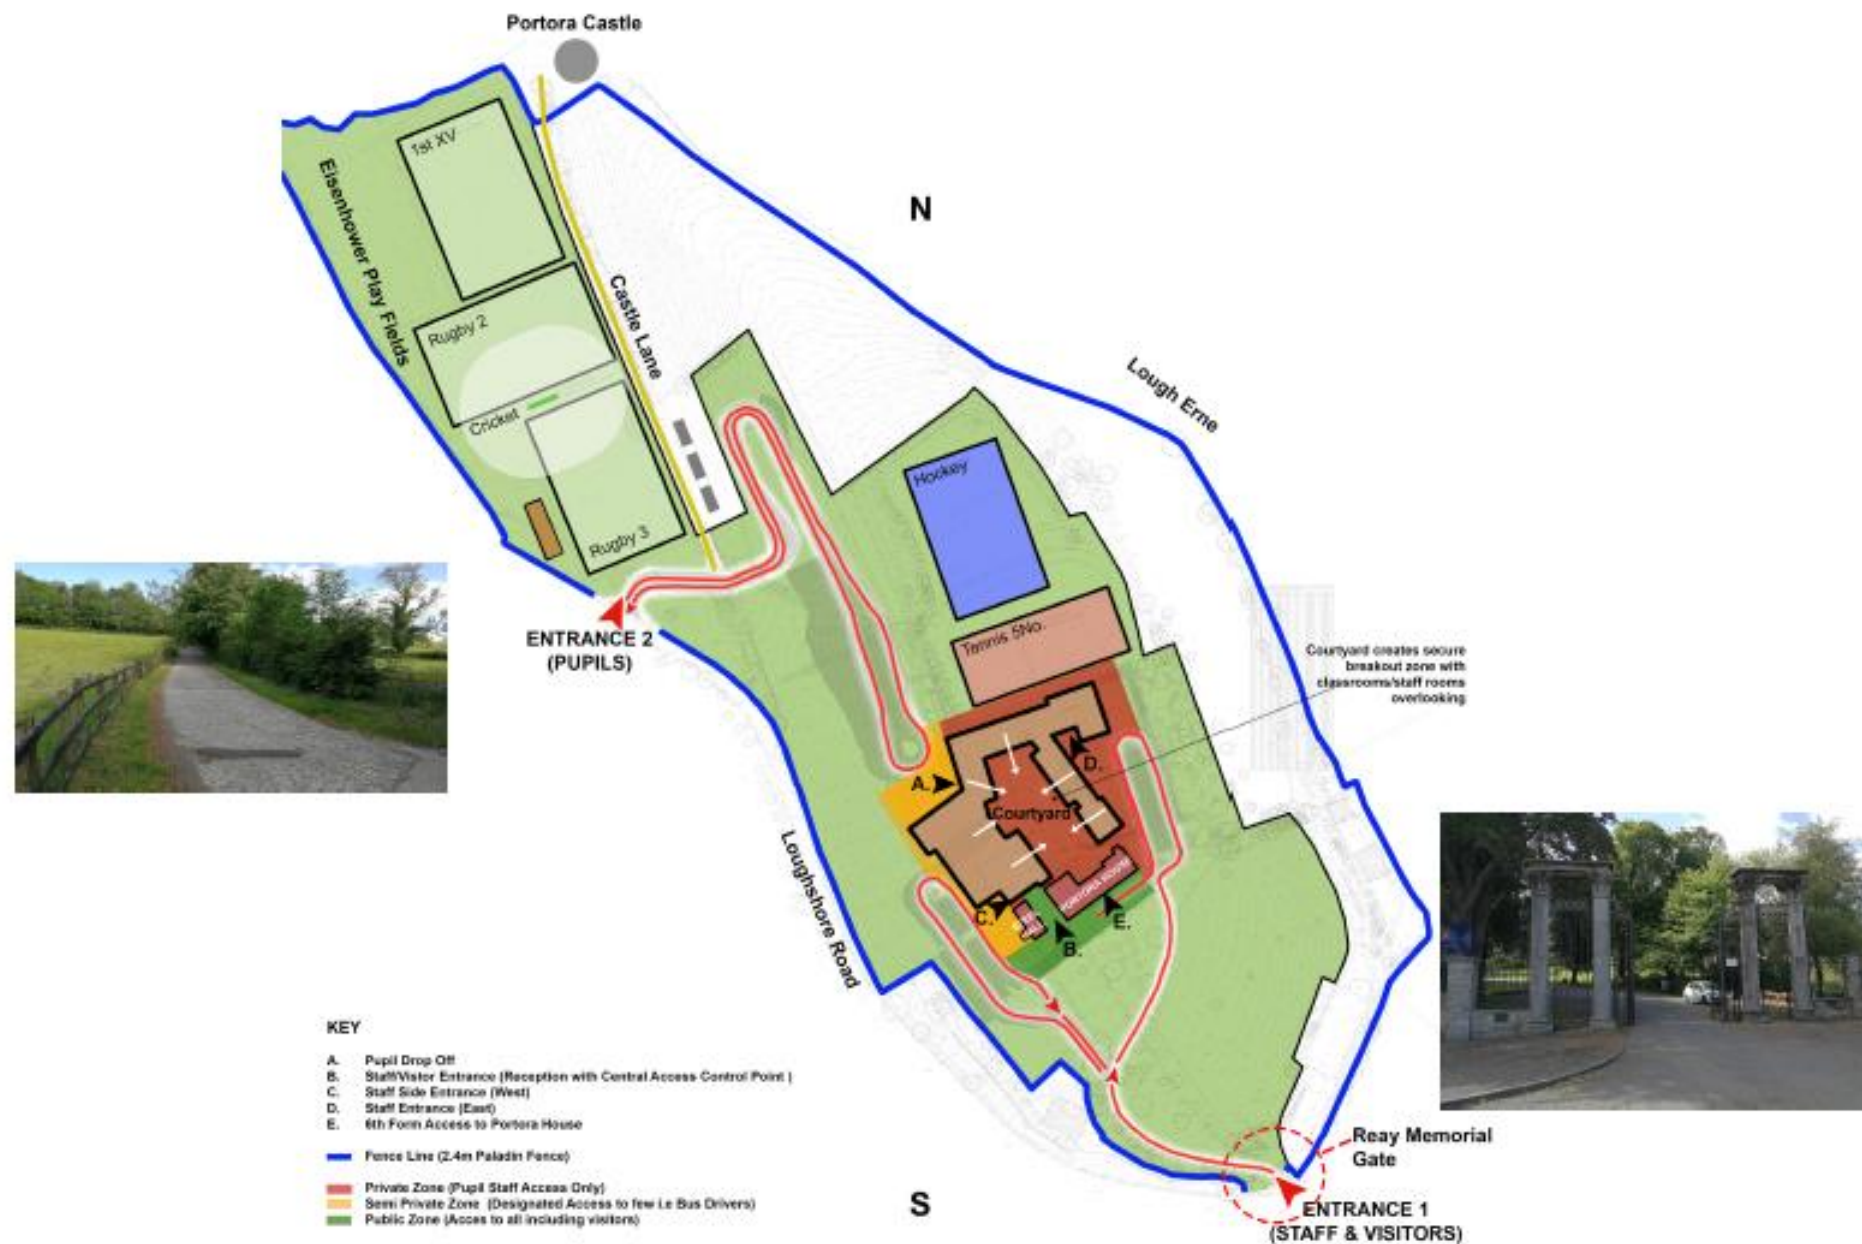 Portora Castle
1st XV
Eisenhower Play Fields
N
Rugby 2
Castle Lane
Cricket
Lough Erne
Hockey
Rugby 3
ENTRANCE 2
(PUPILS)
Tennis 5No.
Courtyard creates secure
breakout zone with
classrooms/staff rooms
overlooking
A.
D.
Courtyard
Loughshore Road
PORTORA HOUSE
C.
E.
B.
KEY
A. Pupil Drop Off
B. Staff/Vistor Entrance (Reception with Central Access Control Point )
C. Staff Side Entrance (West)
D. Staff Entrance (East)
E. 6th Form Access to Portora House
Fence Line (2.4m Paladin Fence)
Private Zone (Pupil Staff Access Only)
Semi Private Zone (Designated Access to few i.e Bus Drivers)
Public Zone (Acces to all including visitors)
S
Reay Memorial
Gate
ENTRANCE 1
(STAFF & VISITORS)